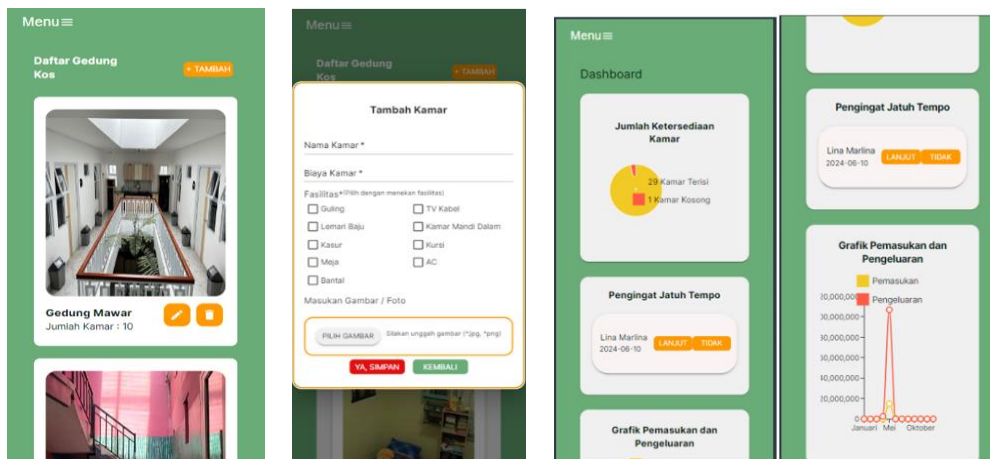 Menu
Daftar Gedung
Kos
+ TAMBAH
Gedung Mawar
Jumlah Kamar : 10
Menu
Daftar Gedung
Kos
+ TAMBAH
Tambah Kamar
Nama Kamar *
Biaya Kamar *
Fasilitas*(Pilih dengan menekan fasilitas)
Guling
TV Kabel
Lemari Baju
Kamar Mandi Dalam
Kasur
Kursi
Meja
AC
Bantal
Masukan Gambar / Foto
PILIH GAMBAR
Silakan unggah gambar (*jpg, *png)
YA, SIMPAN
KEMBALI
Menu
Dashboard
Jumlah Ketersediaan
Kamar
29 Kamar Terisi
1 Kamar Kosong
Pengingat Jatuh Tempo
Lina Marlina
2024-06-10
LANJUT
TIDAK
Grafik Pemasukan dan
Pengeluaran
Pengingat Jatuh Tempo
Lina Marlina
2024-06-10
LANJUT
TIDAK
Grafik Pemasukan dan
Pengeluaran
Pemasukan
Pengeluaran
0
Januari
Mei
Oktober